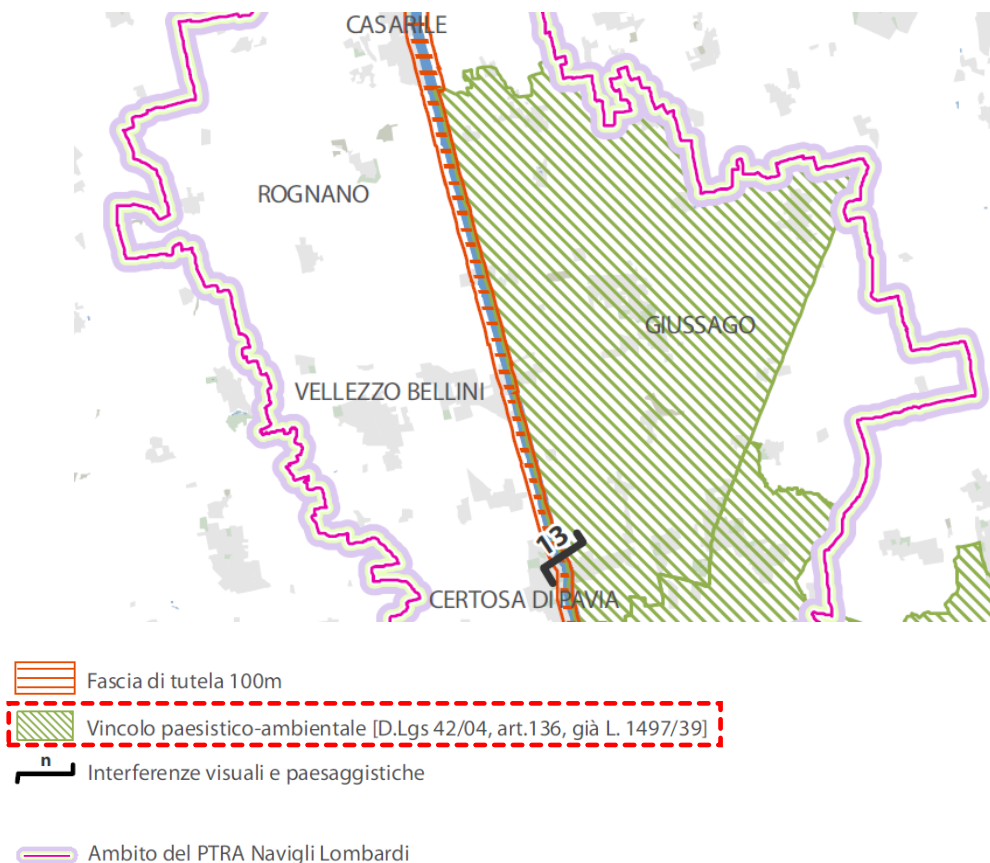 CASARILE
ROGNANO
GIUSSAGO
VELLEZZO BELLINI
13
CERTOSA DI PAVIA
Fascia di tutela 100m
Vincolo paesistico-ambientale [D.Lgs 42/04, art.136, già L. 1497/39]
n
Interferenze visuali e paesaggistiche
Ambito del PTRA Navigli Lombardi